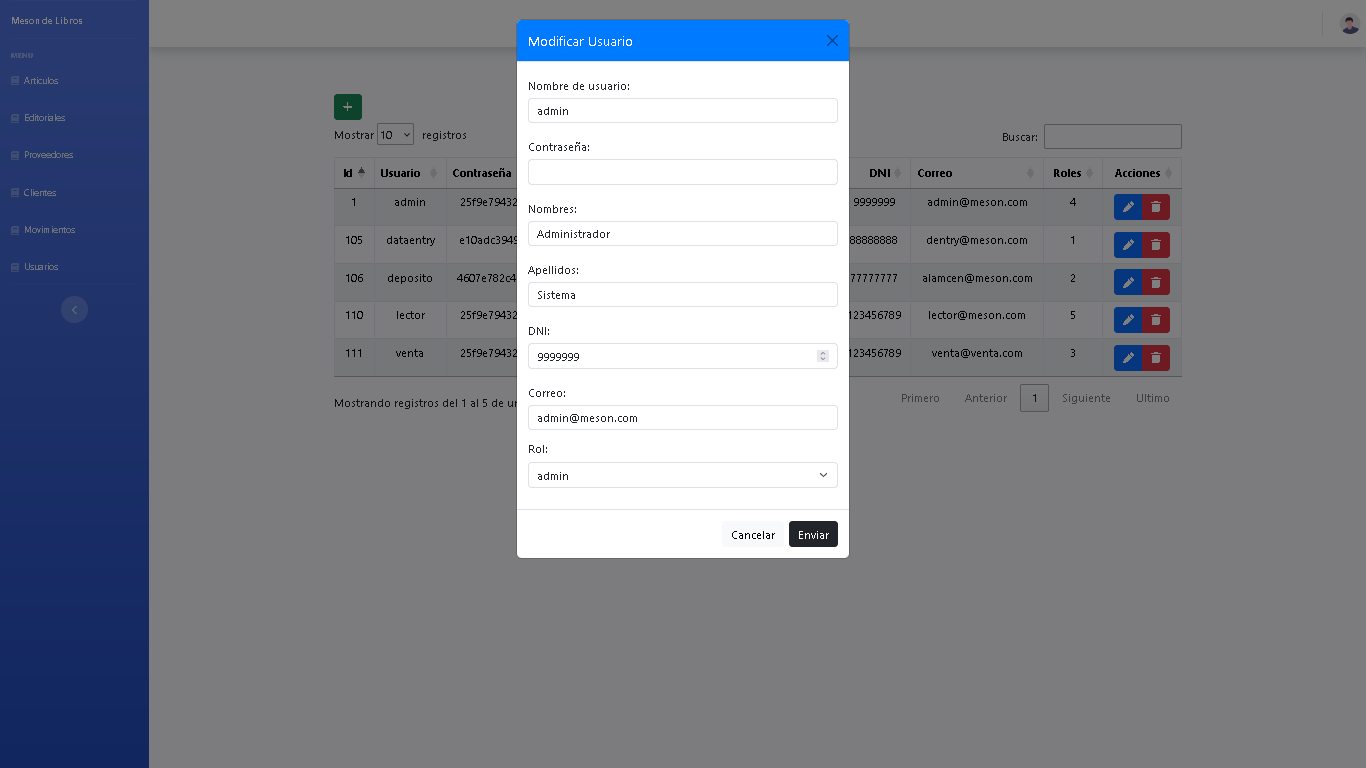 Meson de Libros
MENU
Articulos
Editoriales
Proveedores
Clientes
Movimientos
Usuarios
Modificar Usuario
Nombre de usuario:
admin
Contraseña:
Nombres:
Administrador
Apellidos:
Sistema
DNI:
9999999
Correo:
admin@meson.com
Rol:
admin
Cancelar Enviar
+
Mostrar 10 registros
Buscar:
Id Usuario Contraseña DNI Correo Roles Acciones
1 admin 25f9e79432 9999999 admin@meson.com 4
105 dataentry e10adc3949 88888888 dentry@meson.com 1
106 deposito 4607e782c4 77777777 alamcen@meson.com 2
110 lector 25f9e79432 123456789 lector@meson.com 5
111 venta 25f9e79432 123456789 venta@venta.com 3
Mostrando registros del 1 al 5 de un
Primero Anterior 1 Siguiente Ultimo